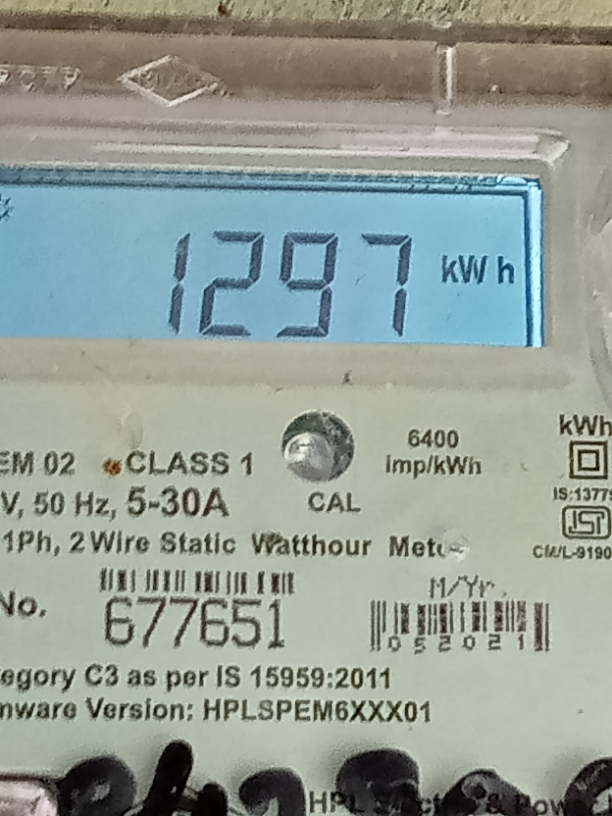 1297 kWh
6400
imp/kWh
kWh
EM 02 CLASS 1
CAL
V, 50 Hz, 5-30A
IS:13779
1Ph, 2 Wire Static Watthour
CM/L-9190
No. 677651
M/Yr.
052021
egory C3 as per IS 15959:2011
mware Version: HPLSPEM6XXX01
HPL & Power